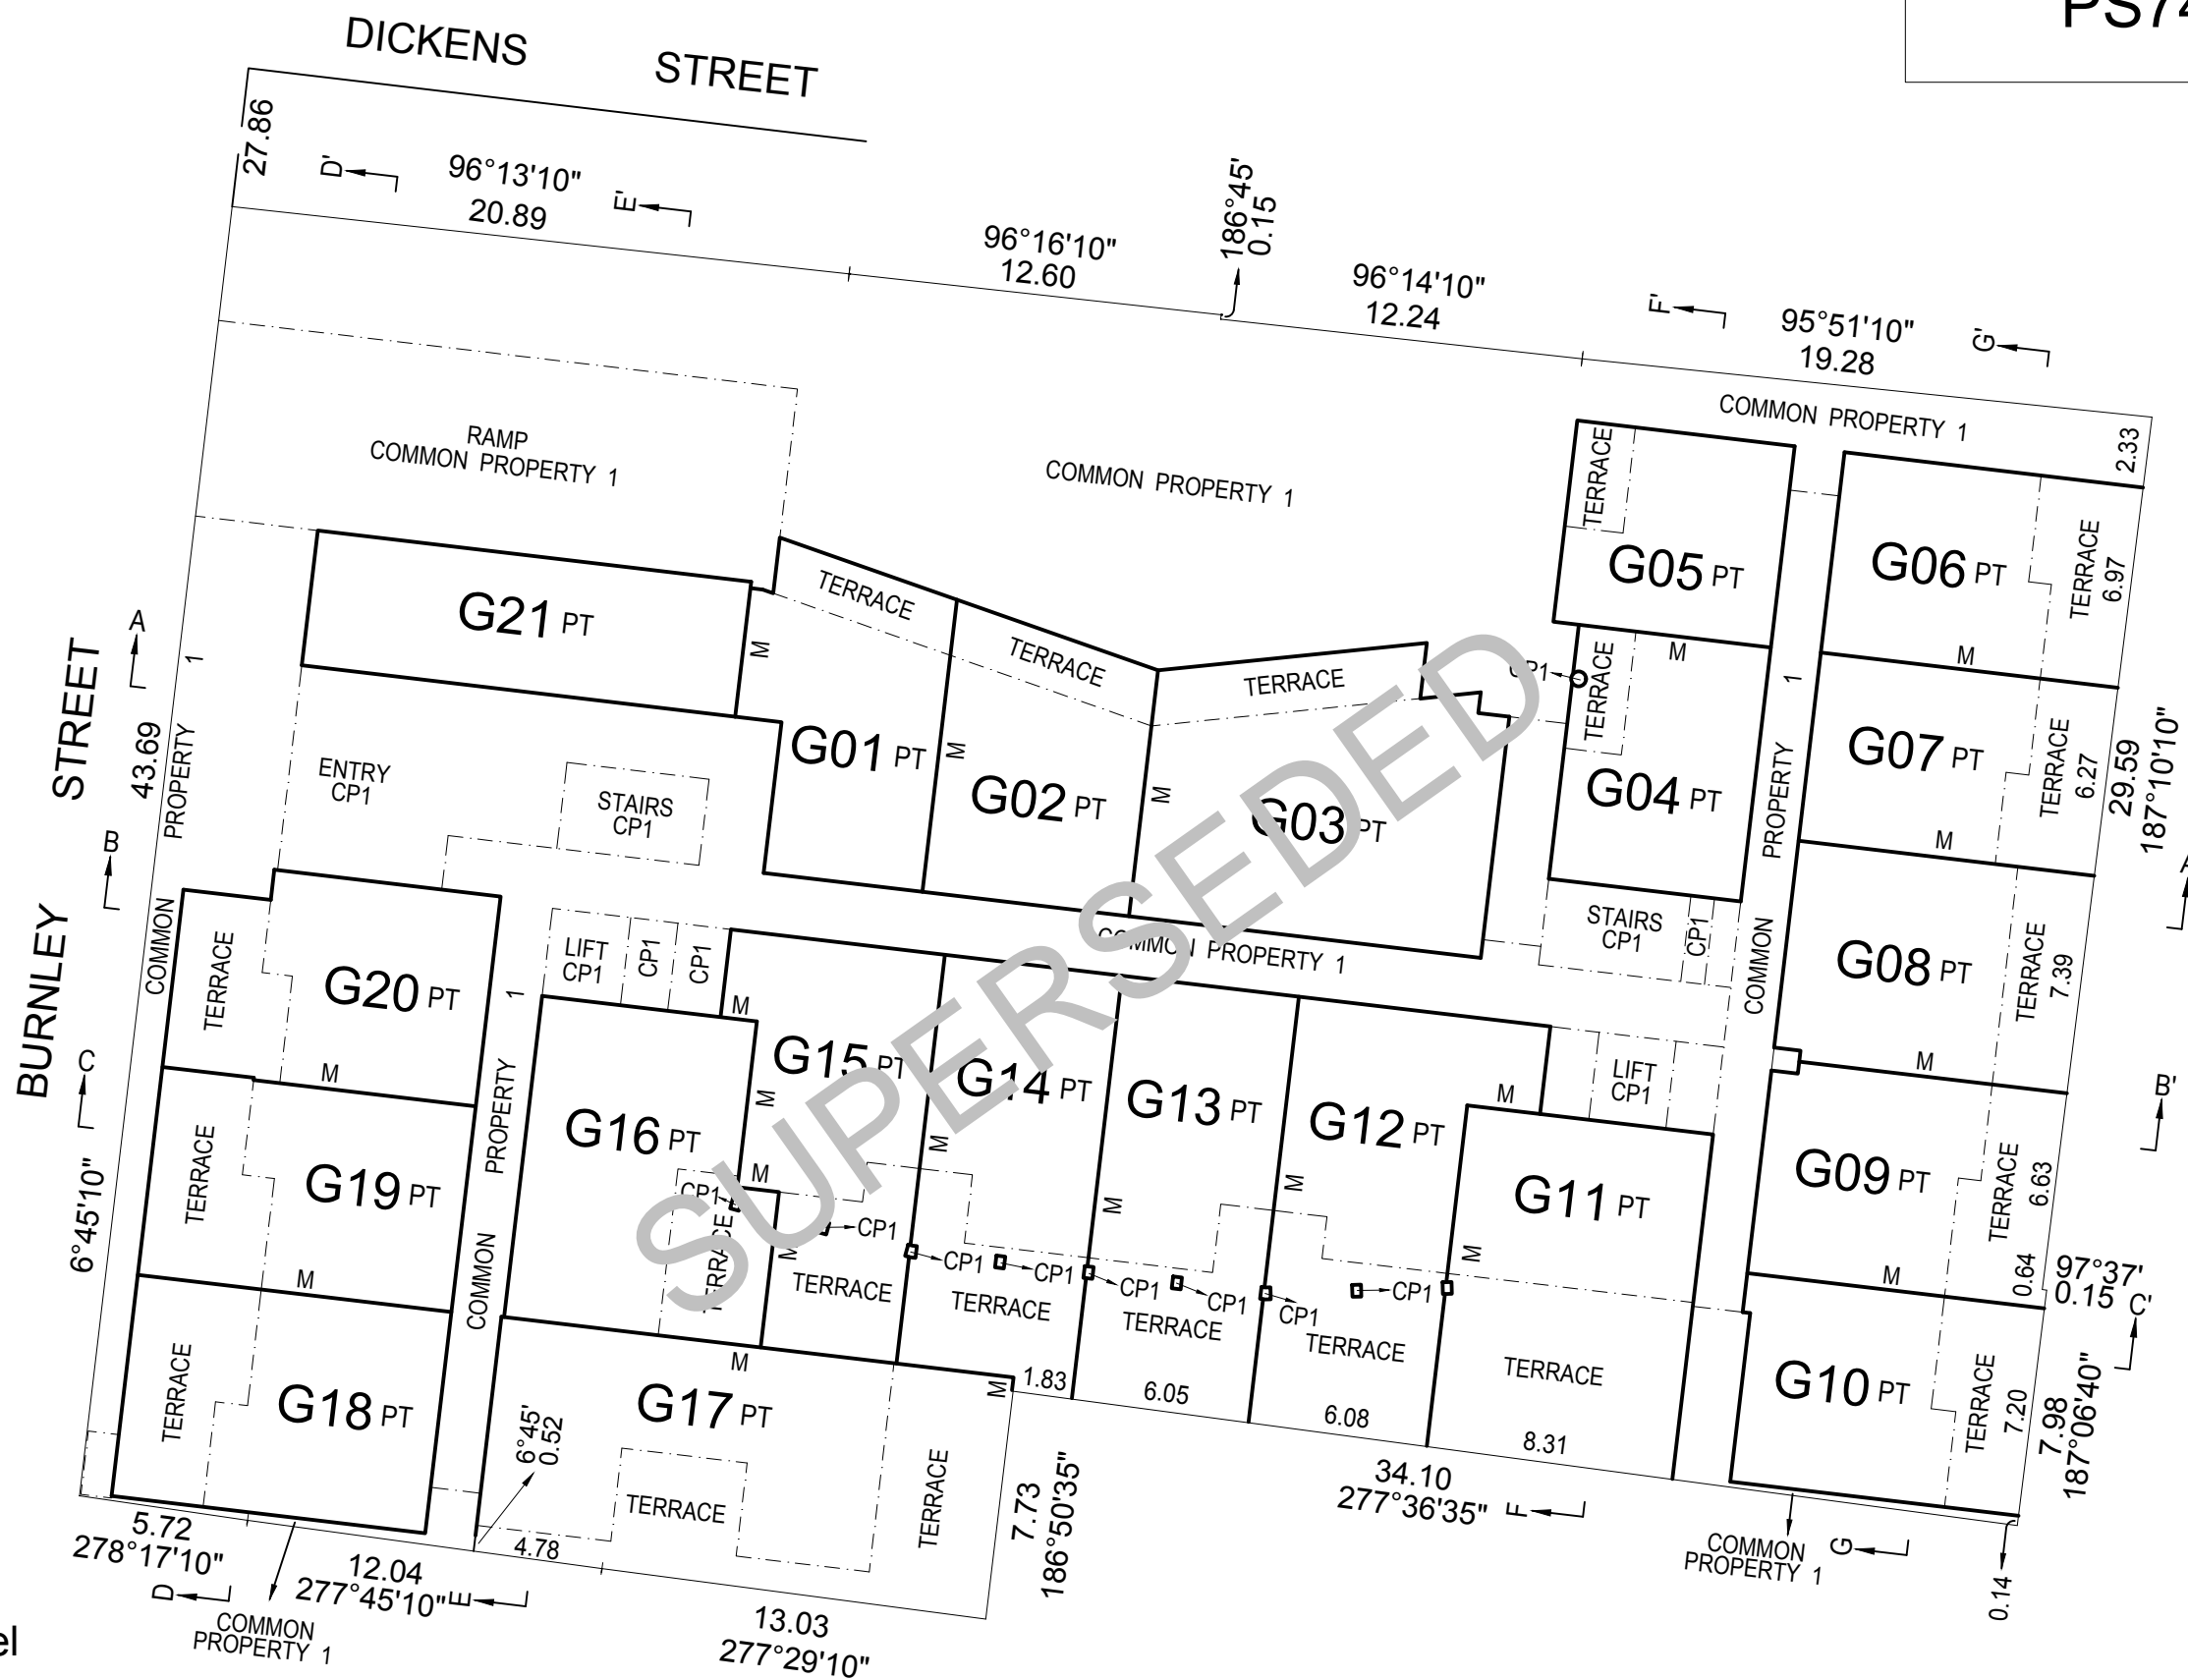 PS74
DICKENS STREET
27.86
D'
96°13'10"
20.89
E'
96°16'10"
12.60
186°45'
0.15
96°14'10"
12.24
F'
95°51'10"
19.28
G'
COMMON PROPERTY 1
2.33
RAMP
COMMON PROPERTY 1
COMMON PROPERTY 1
TERRACE
G05 PT
G06 PT
TERRACE
6.97
M
G21 PT
M
TERRACE
G01 PT
M
TERRACE
G02 PT
M
TERRACE
G03 PT
CP1
TERRACE
M
G04 PT
COMMON PROPERTY 1
G07 PT
TERRACE
6.27
M
29.59
187°10'10"
A
B
C
BURNLEY STREET
43.69
6°45'10"
COMMON PROPERTY 1
ENTRY
CP1
STAIRS
CP1
STAIRS
CP1
CP1
G08 PT
TERRACE
7.39
M
B'
TERRACE
G20 PT
M
LIFT
CP1
CP1
CP1
COMMON PROPERTY 1
SUPERSEDED
LIFT
CP1
TERRACE
G19 PT
M
COMMON PROPERTY 1
G16 PT
CP1
TERRACE
M
G15 PT
M
M
M
CP1
TERRACE
G14 PT
M
CP1
CP1
TERRACE
G13 PT
M
CP1
CP1
TERRACE
G12 PT
M
M
CP1
CP1
TERRACE
G11 PT
M
TERRACE
G09 PT
TERRACE
6.63
M
0.64
97°37'
0.15
C'
TERRACE
G18 PT
G17 PT
M
M
TERRACE
TERRACE
6°45'
0.52
4.78
1.83
6.05
6.08
8.31
G10 PT
TERRACE
7.20
7.98
187°06'40"
7.73
186°50'35"
34.10
277°36'35"
F
COMMON
PROPERTY 1
G
0.14
5.72
278°17'10"
D
12.04
277°45'10"
E
COMMON
PROPERTY 1
13.03
277°29'10"